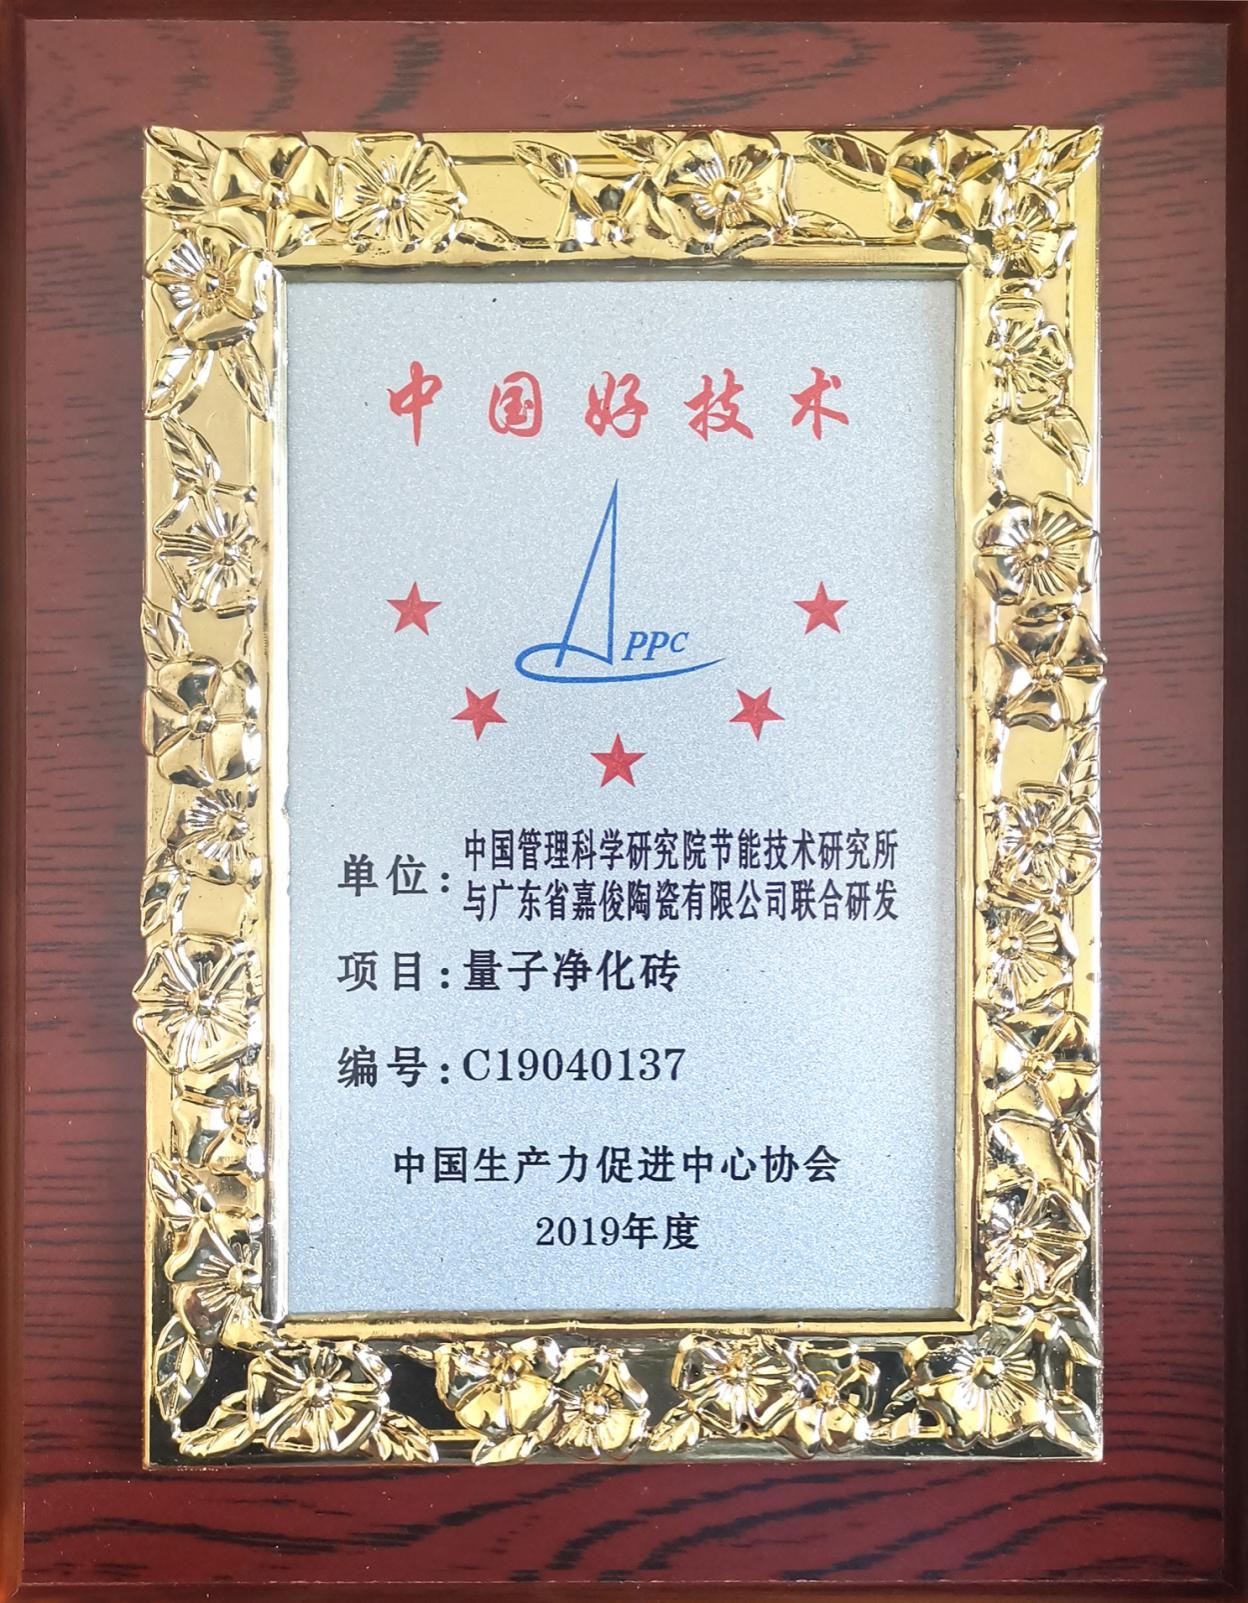 中国好技术
PPC
单位：中国管理科学研究院节能技术研究所
与广东省嘉俊陶瓷有限公司联合研发
项目：量子净化砖
编号：C19040137
中国生产力促进中心协会
2019年度